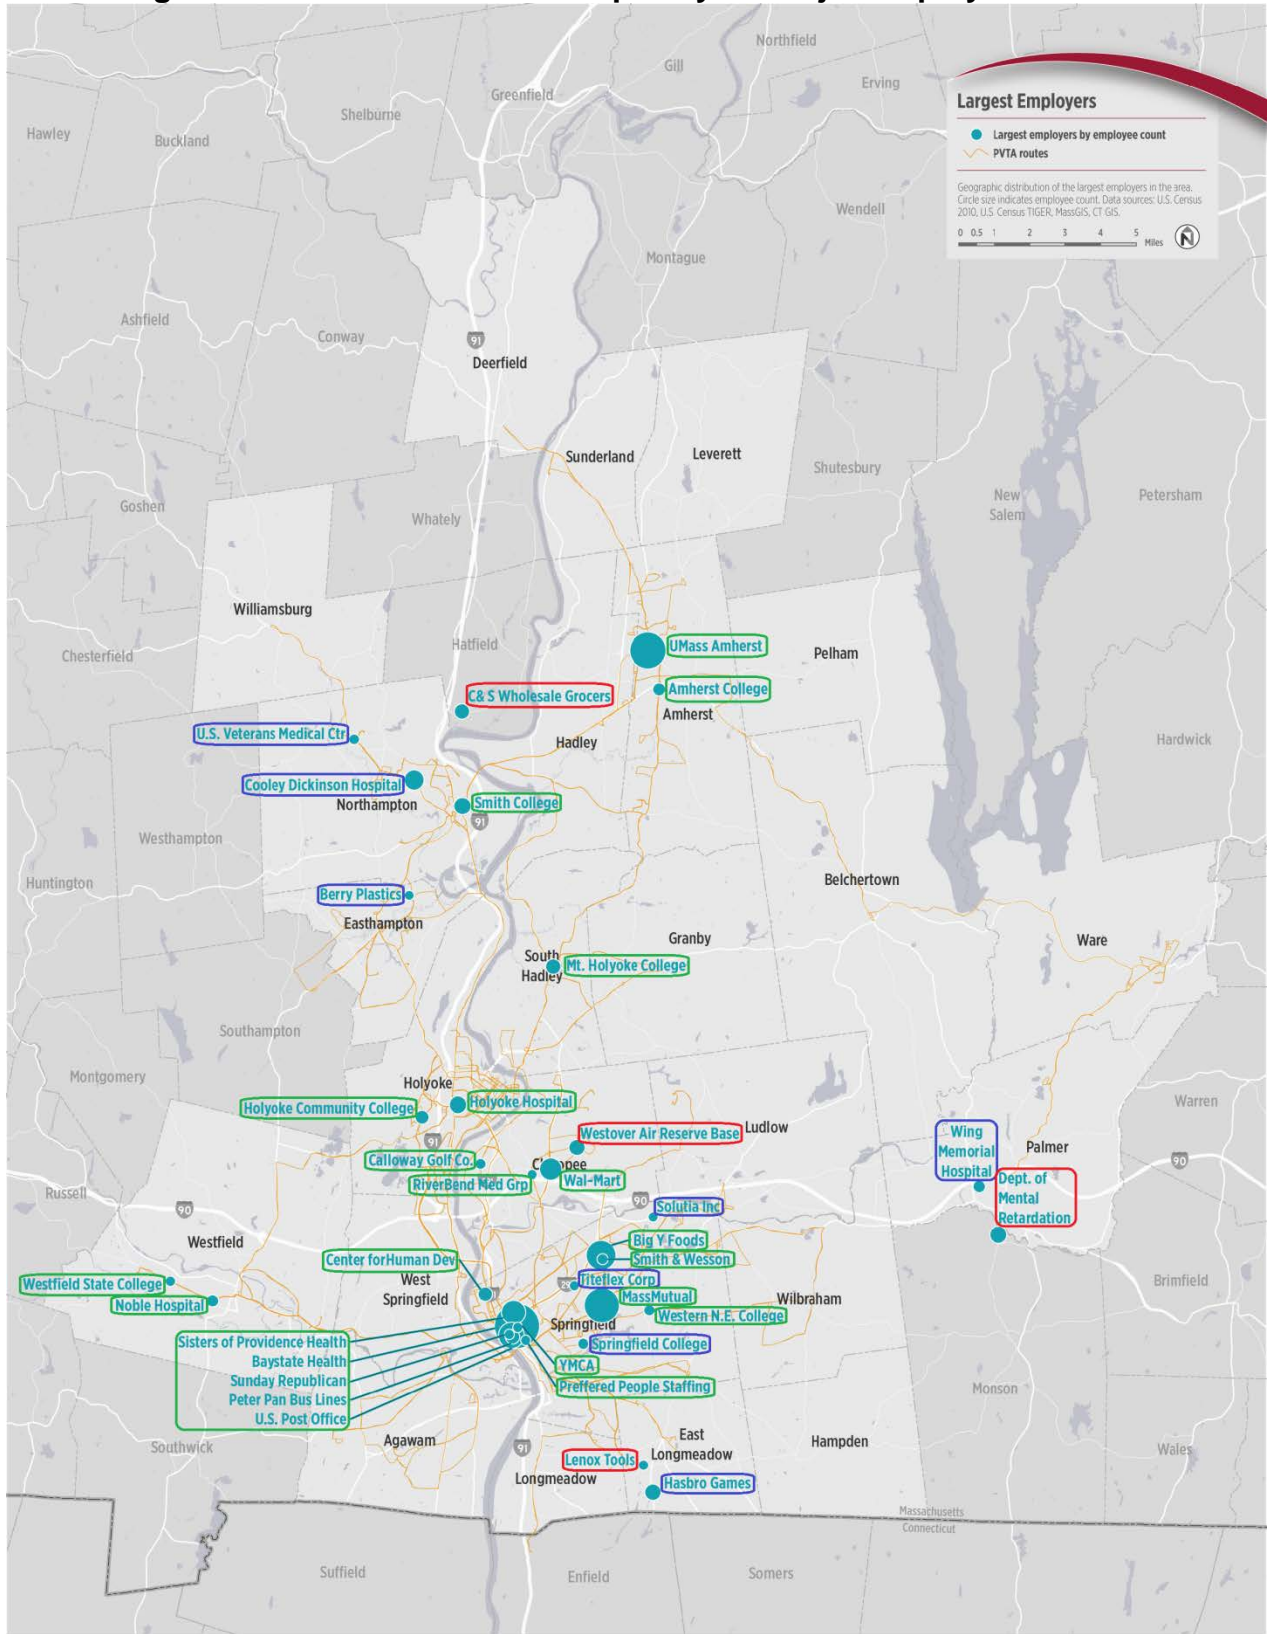 Northfield
Gill
Erving
Greenfield
Shelburne
Hawley
Buckland
Largest Employers
Largest employers by employee count
PVTA routes
Geographic distribution of the largest employers in the area.
Circle size indicates employee count. Data sources: U.S. Census
2010, U.S. Census TIGER, MassGIS, CT GIS.
0 0.5 1 2 3 4 5
Miles
N
Wendell
Montague
Ashfield
Conway
91
Deerfield
Sunderland
Leverett
Shutesbury
New
Salem
Petersham
Goshen
Whately
Williamsburg
Hatfield
Chesterfield
UMass Amherst
Pelham
C& S Wholesale Grocers
Amherst College
Amherst
U.S. Veterans Medical Ctr
Hadley
Hardwick
Cooley Dickinson Hospital
Northampton
Smith College
91
Westhampton
Huntington
Belchertown
Berry Plastics
Easthampton
Granby
Ware
South
Hadley
Mt. Holyoke College
Southampton
Montgomery
Holyoke
Holyoke Community College
Holyoke Hospital
Warren
Westover Air Reserve Base
Ludlow
91
Wing
Memorial
Hospital
Palmer
90
Calloway Golf Co.
RiverBend Med Grp
Wal-Mart
Dept. of
Mental
Retardation
Russell
90
90
Solutia Inc
Westfield
Big Y Foods
Center forHuman Dev
Smith & Wesson
West
Springfield
Titeflex Corp
Westfield State College
Noble Hospital
MassMutual
Western N.E. College
Wilbraham
Brimfield
Springfield
Springfield College
Sisters of Providence Health
Baystate Health
Sunday Republican
Peter Pan Bus Lines
U.S. Post Office
YMCA
Preffered People Staffing
Monson
Southwick
Agawam
91
East
Longmeadow
Hampden
Wales
Lenox Tools
Longmeadow
Hasbro Games
Massachusetts
Connecticut
Suffield
Enfield
Somers